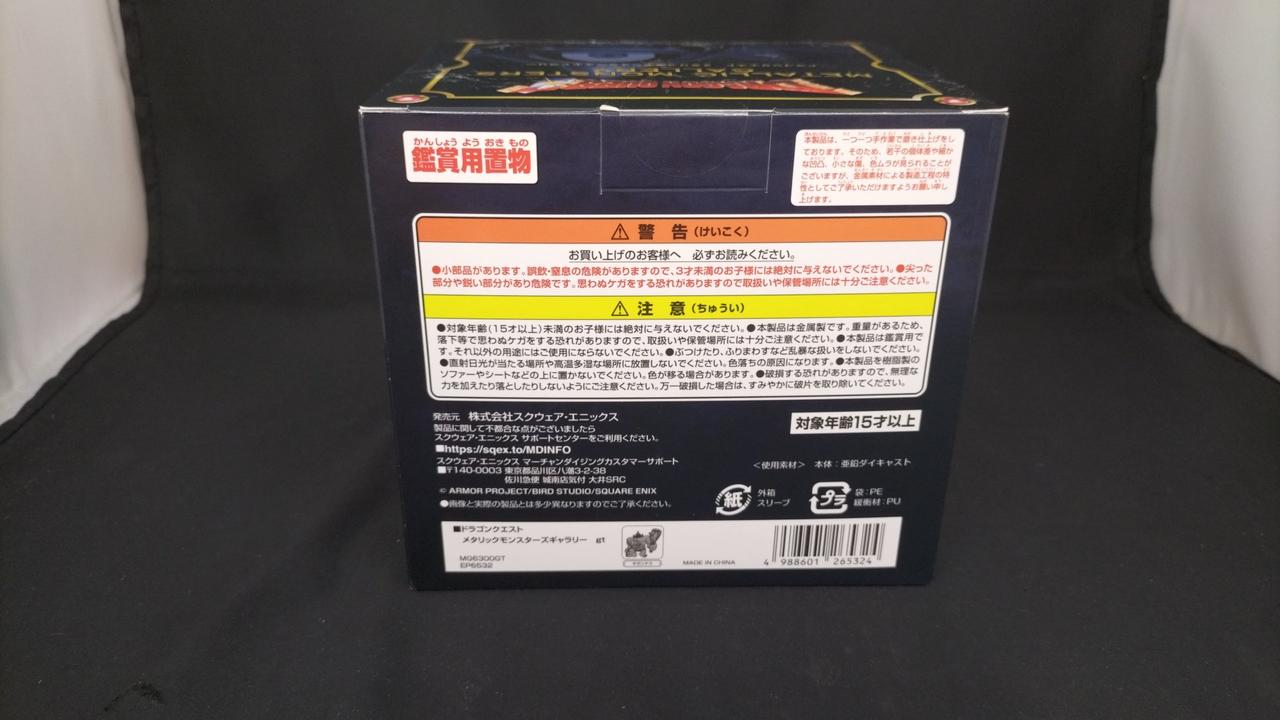 METALLIC MONSTERS
かんしょう よう おき もの
鑑賞用置物
本製品は、一つ一つ手作業で磨き仕上げをし
ております。そのため、若干の個体差や細か
な凹凸、小さな傷、色ムラが見られることが
ございますが、金属素材による製造工程の特
性としてご了承いただけますようお願い申し
上げます。
⚠ 警 告 (けいこく)
お買い上げのお客様へ 必ずお読みください。
●小部品があります。誤飲・窒息の危険がありますので、3才未満のお子様には絶対に与えないでください。●尖った
部分や鋭い部分があり危険です。思わぬケガをする恐れがありますので取扱いや保管場所には十分ご注意ください。
⚠ 注 意 (ちゅうい)
●対象年齢(15才以上)未満のお子様には絶対に与えないでください。●本製品は金属製です。重量があるため、
落下等で思わぬケガをする恐れがありますので、取扱いや保管場所には十分ご注意ください。●本製品は鑑賞用で
す。それ以外の用途にはご使用にならないでください。●ぶつけたり、ふりまわすなど乱暴な扱いをしないでください。
●直射日光が当たる場所や高温多湿な場所に放置しないでください。色落ちの原因になります。●本製品を樹脂製の
ソファーやシートなどの上に置かないでください。色が移る場合があります。●破損する恐れがありますので、無理な
力を加えたり落としたりしないようにご注意ください。万一破損した場合は、すみやかに破片を取り除いてください。
発売元 株式会社スクウェア・エニックス
製品に関して不都合な点がございましたら
スクウェア・エニックス サポートセンターをご利用ください。
■https://sqex.to/MDINFO
スクウェア・エニックス マーチャンダイジングカスタマーサポート
■〒140-0003 東京都品川区八潮3-2-38
佐川急便 城南店気付 大井SRC
© ARMOR PROJECT/BIRD STUDIO/SQUARE ENIX
●画像と実際の製品とは多少異なりますのでご了承ください。
対象年齢15才以上
<使用素材> 本体:亜鉛ダイキャスト
紙
外箱
スリーブ
プラ
袋:PE
緩衝材:PU
■ドラゴンクエスト
メタリックモンスターズギャラリー gt
MG6300GT
EP6532
MADE IN CHINA
4 988601 265324